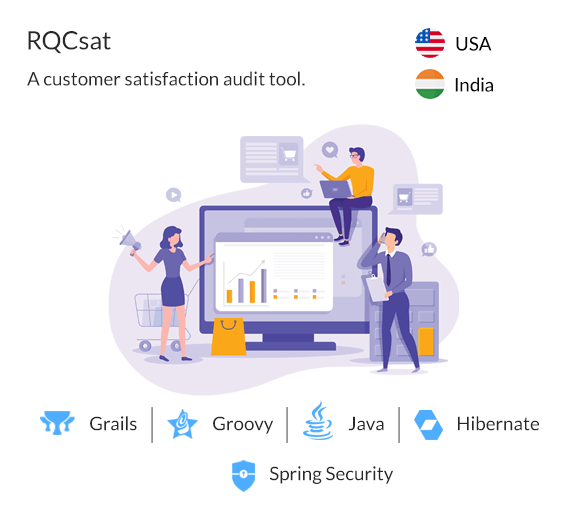 RQCsat
A customer satisfaction audit tool.
USA
India
Grails
Groovy
Java
Hibernate
Spring Security